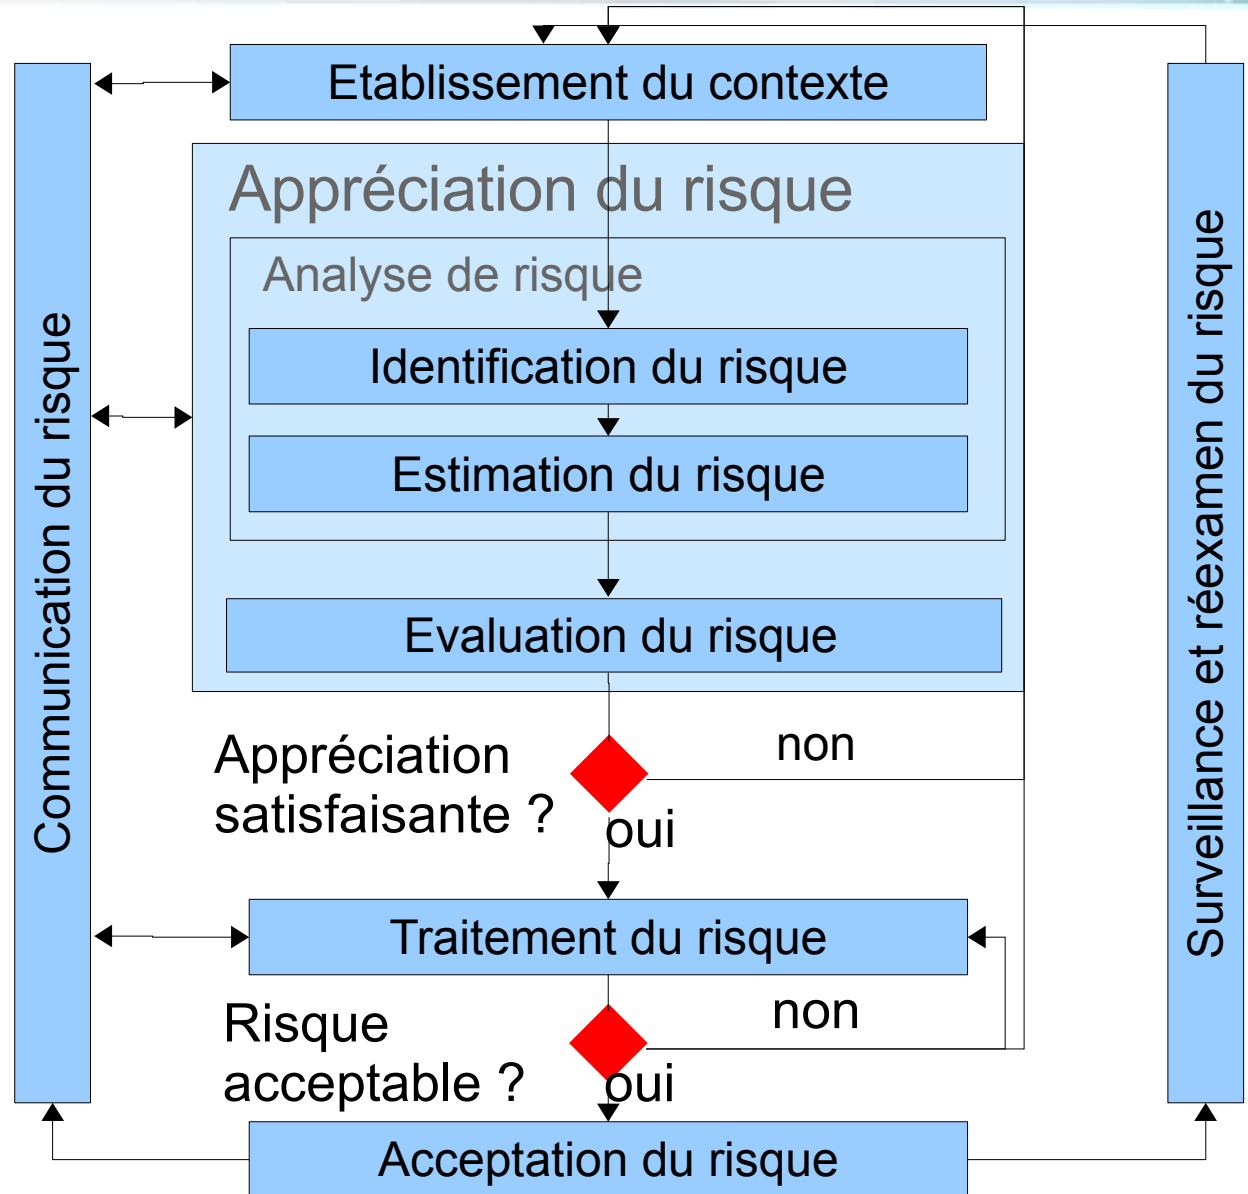 Etablissement du contexte
Appréciation du risque
Analyse de risque
Identification du risque
Estimation du risque
Evaluation du risque
Appréciation
satisfaisante ?
non
oui
Traitement du risque
Risque
acceptable ?
non
oui
Acceptation du risque
Communication du risque
Surveillance et réexamen du risque